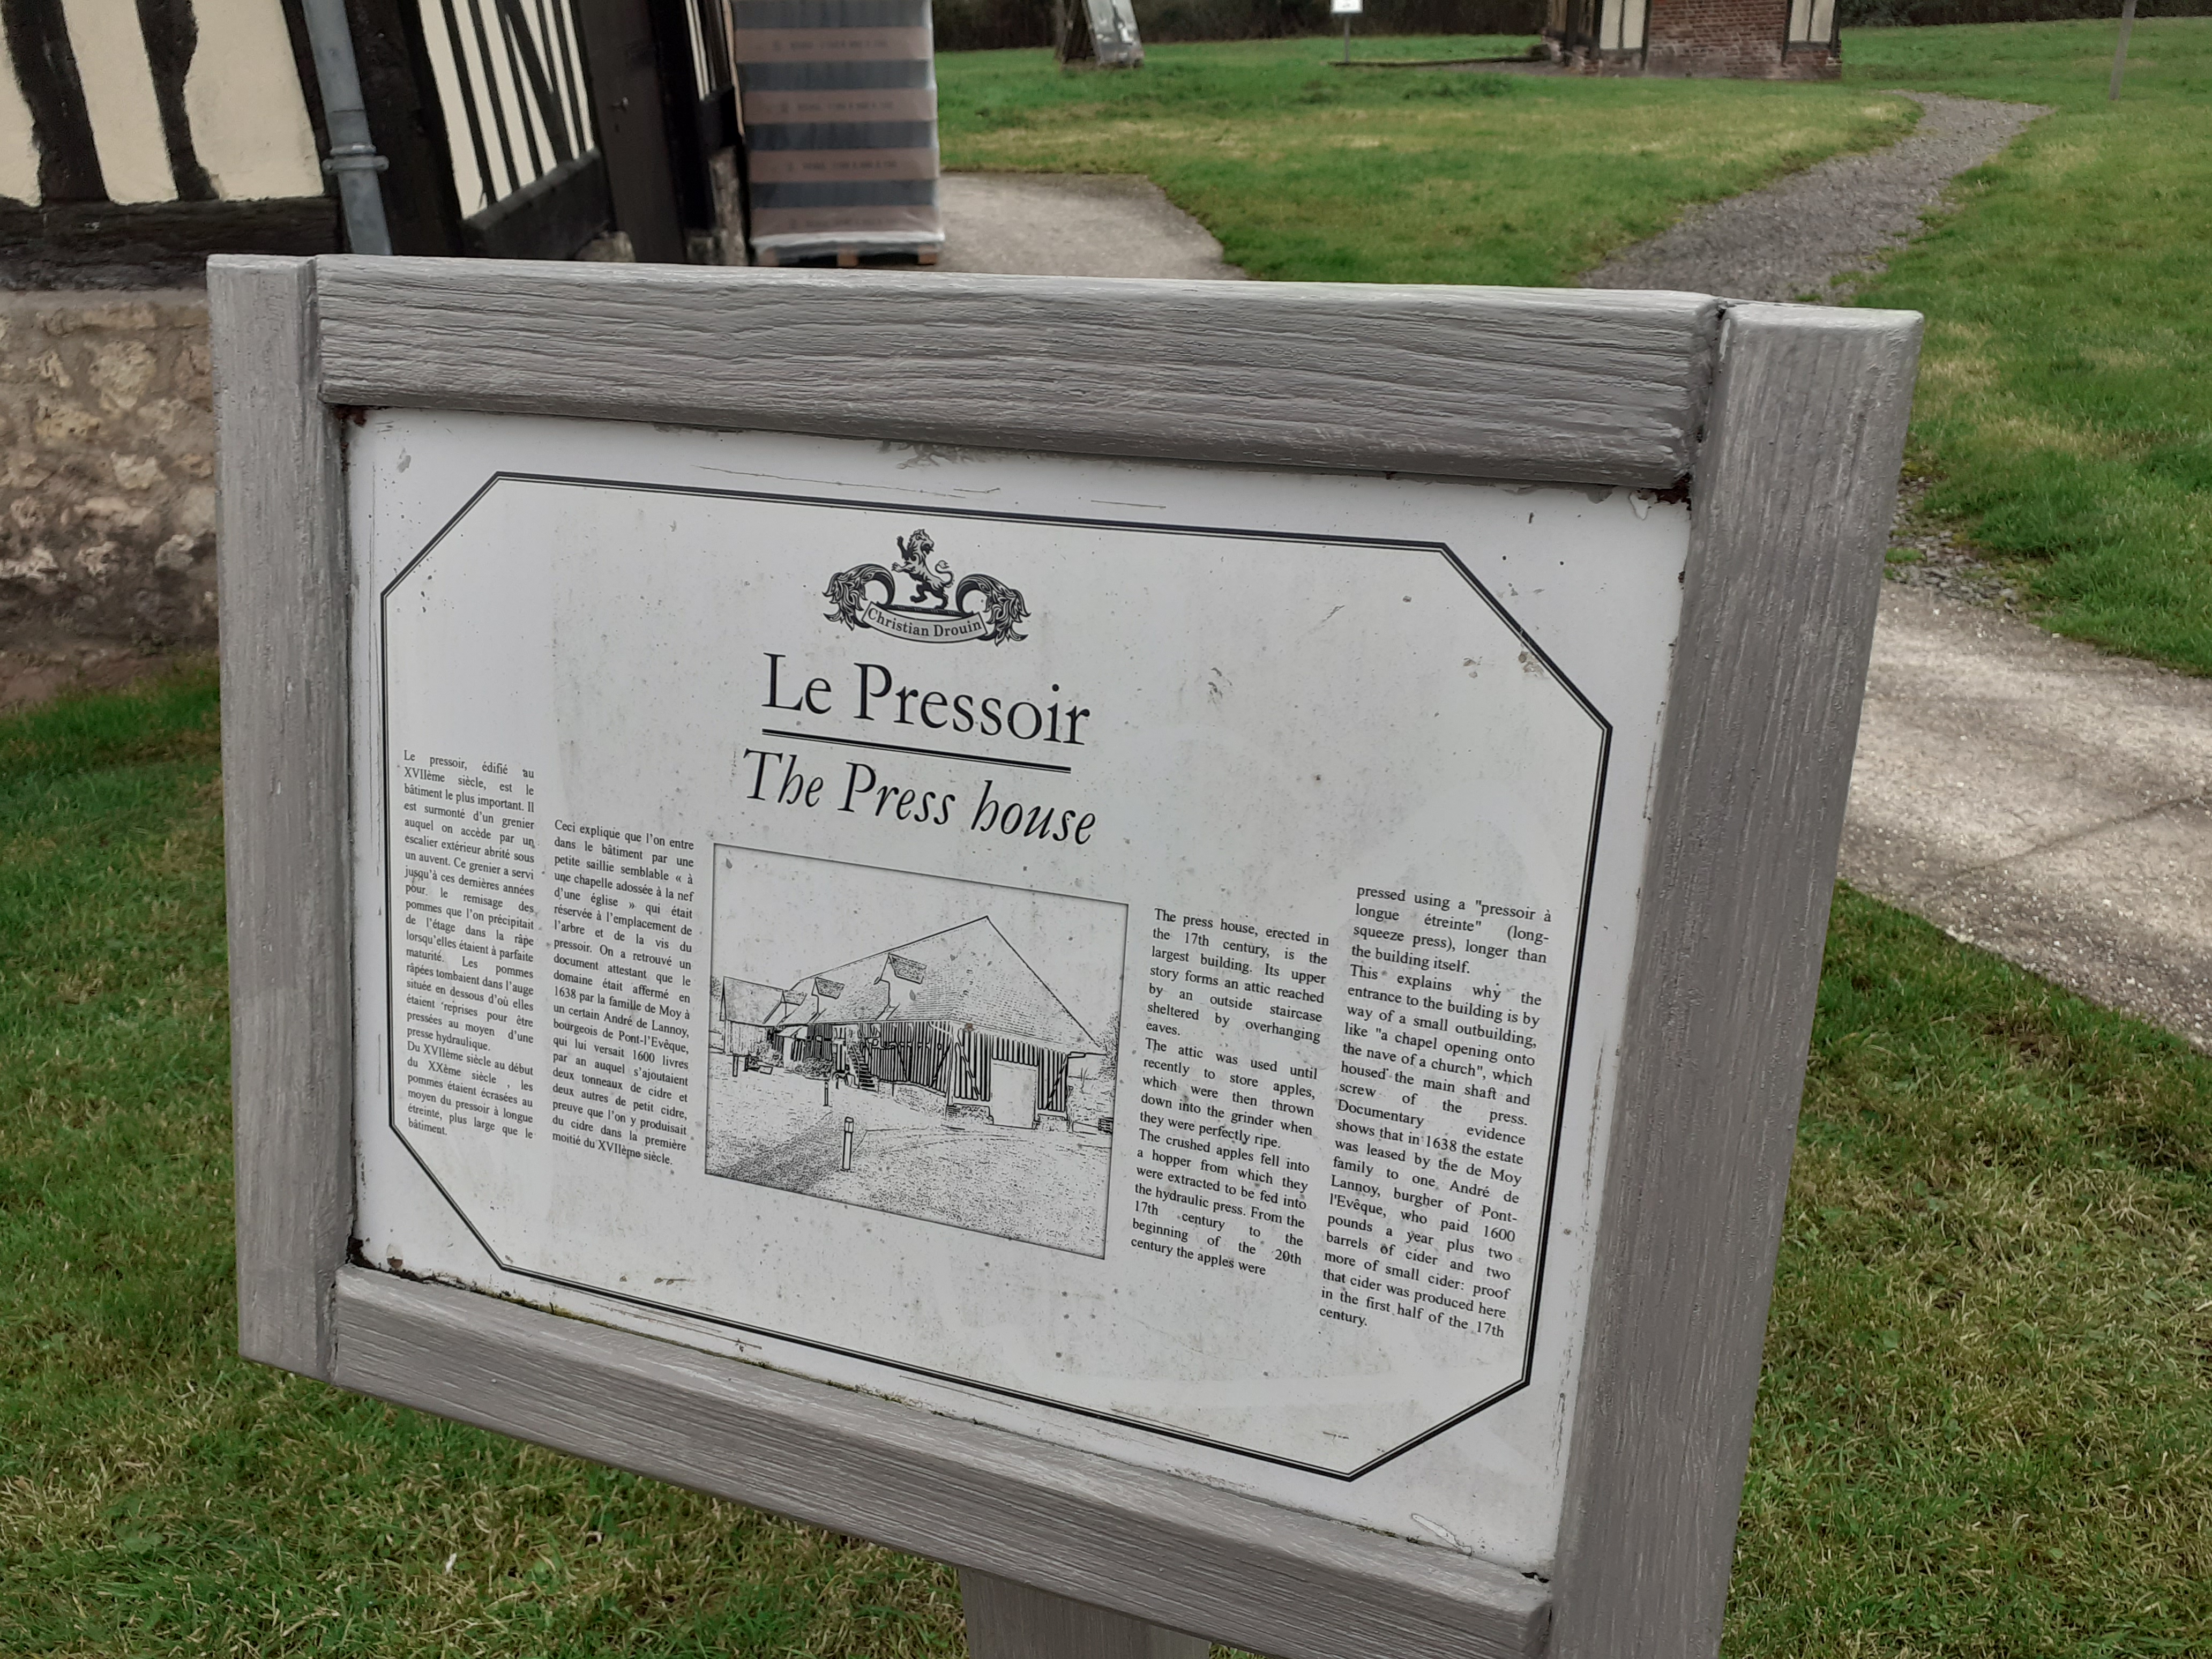 Christian Drouin
Le Pressoir
The Press house
Le pressoir, édifié au
XVIIème siècle, est le
bâtiment le plus important. Il
est surmonté d'un grenier
auquel on accède par un
escalier extérieur abrité sous
un auvent. Ce grenier a servi
jusqu'à ces dernières années
pour le remisage des
pommes que l'on précipitait
de l'étage dans la râpe
lorsqu'elles étaient à parfaite
maturité. Les pommes
râpées tombaient dans l'auge
située en dessous d'où elles
étaient reprises pour être
pressées au moyen d'une
presse hydraulique.
Du XVIIème siècle au début
du XXème siècle , les
pommes étaient écrasées au
moyen du pressoir à longue
étreinte, plus large que le
bâtiment.
Ceci explique que l'on entre
dans le bâtiment par une
petite saillie semblable « à
une chapelle adossée à la nef
d'une église » qui était
réservée à l'emplacement de
l'arbre et de la vis du
pressoir. On a retrouvé un
document attestant que le
domaine était affermé en
1638 par la famille de Moy à
un certain André de Lannoy,
bourgeois de Pont-l'Evêque,
qui lui versait 1600 livres
par an auquel s'ajoutaient
deux tonneaux de cidre et
deux autres de petit cidre,
preuve que l'on y produisait
du cidre dans la première
moitié du XVIIème siècle.
The press house, erected in
the 17th century, is the
largest building. Its upper
story forms an attic reached
by an outside staircase
sheltered by overhanging
eaves.
The attic was used until
recently to store apples,
which were then thrown
down into the grinder when
they were perfectly ripe.
The crushed apples fell into
a hopper from which they
were extracted to be fed into
the hydraulic press. From the
17th century to the
beginning of the 20th
century the apples were
pressed using a "pressoir à
longue étreinte" (long-
squeeze press), longer than
the building itself.
This explains why the
entrance to the building is by
way of a small outbuilding,
like "a chapel opening onto
the nave of a church", which
housed the main shaft and
screw of the press.
Documentary evidence
shows that in 1638 the estate
was leased by the de Moy
family to one André de
Lannoy, burgher of Pont-
l'Evêque, who paid 1600
pounds a year plus two
barrels of cider and two
more of small cider: proof
that cider was produced here
in the first half of the 17th
century.